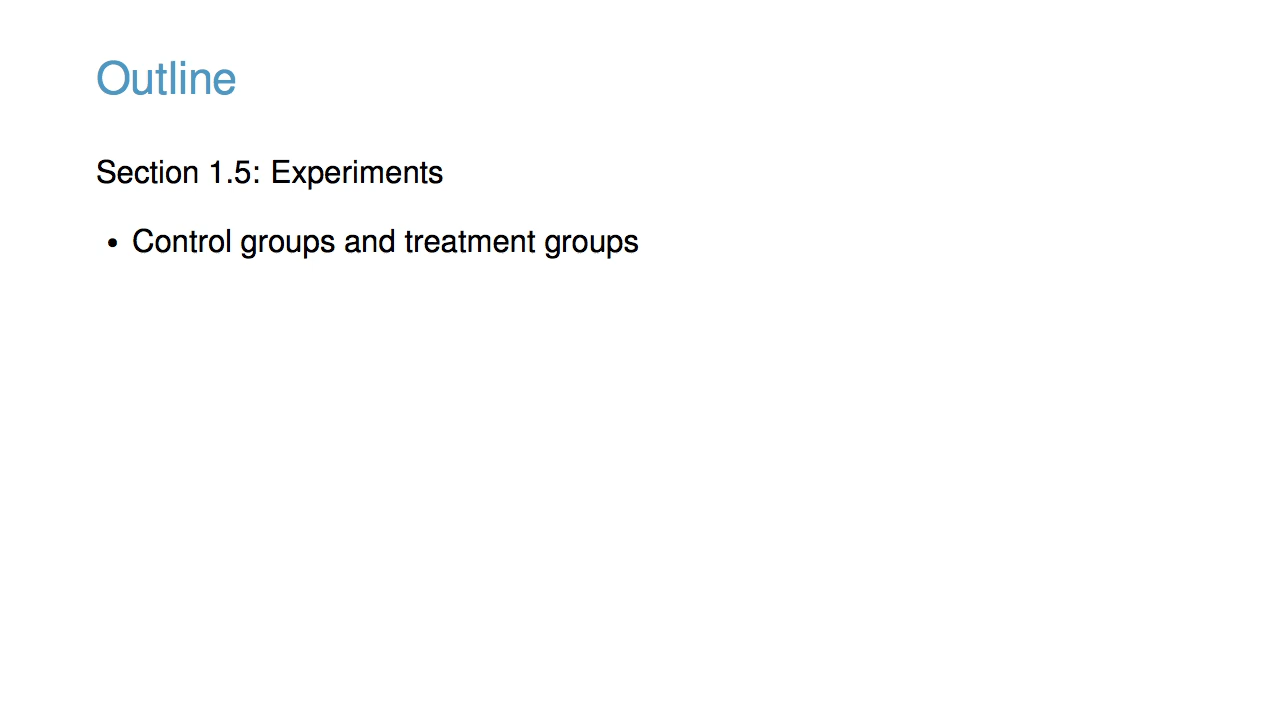 Outline
Section 1.5: Experiments
• Control groups and treatment groups